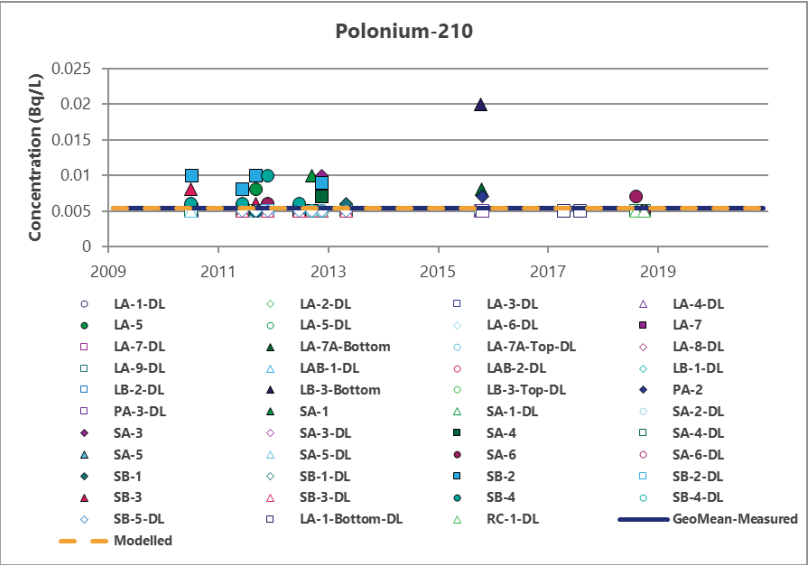 Polonium-210
Concentration (Bq/L)
0.025
0.02
0.015
0.01
0.005
0
2009 2011 2013 2015 2017 2019
LA-1-DL LA-2-DL LA-3-DL LA-4-DL
LA-5 LA-5-DL LA-6-DL LA-7
LA-7-DL LA-7A-Bottom LA-7A-Top-DL LA-8-DL
LA-9-DL LAB-1-DL LAB-2-DL LB-1-DL
LB-2-DL LB-3-Bottom LB-3-Top-DL PA-2
PA-3-DL SA-1 SA-1-DL SA-2-DL
SA-3 SA-3-DL SA-4 SA-4-DL
SA-5 SA-5-DL SA-6 SA-6-DL
SB-1 SB-1-DL SB-2 SB-2-DL
SB-3 SB-3-DL SB-4 SB-4-DL
SB-5-DL LA-1-Bottom-DL RC-1-DL GeoMean-Measured
Modelled